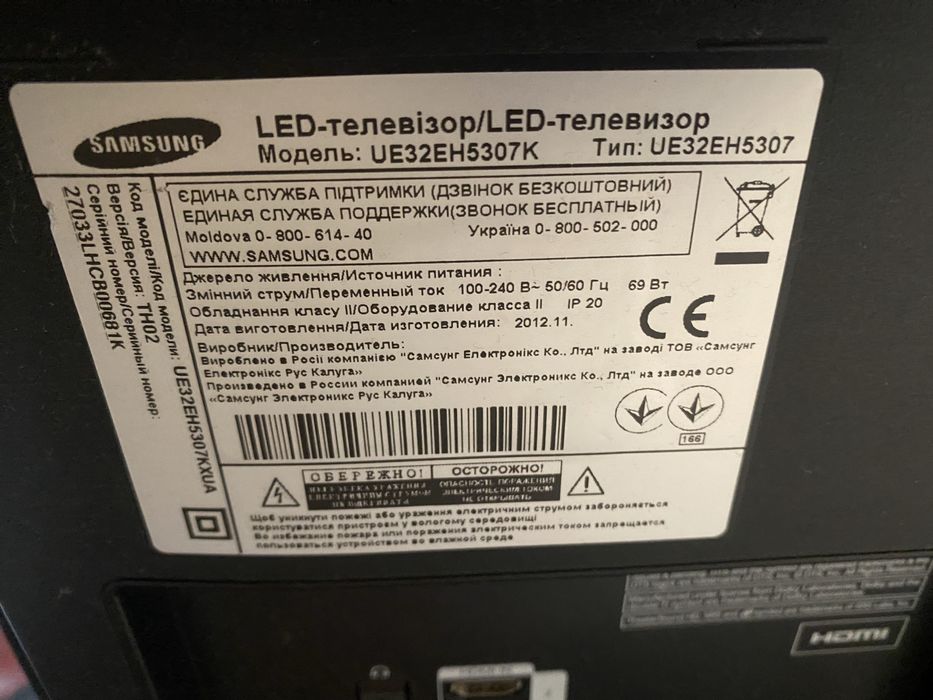 SAMSUNG
LED-телевізор/LED-телевизор
Модель: UE32EH5307K Тип: UE32EH5307
ЄДИНА СЛУЖБА ПІДТРИМКИ (ДЗВІНОК БЕЗКОШТОВНИЙ)
ЕДИНАЯ СЛУЖБА ПОДДЕРЖКИ(ЗВОНОК БЕСПЛАТНЫЙ)
Moldova 0-800-614-40 Україна 0-800-502-000
WWW.SAMSUNG.COM
Джерело живлення/Источник питания :
Змінний струм/Переменный ток 100-240 В~ 50/60 Гц 69 Вт
Обладнання класу II/Оборудование класса II IP 20
Дата виготовлення/Дата изготовления: 2012.11.
Виробник/Производитель:
Вироблено в Росії компанією "Самсунг Електронікс Ко., Лтд" на заводі ТОВ «Самсунг
Електронікс Рус Калуга»
Произведено в России компанией "Самсунг Электроникс Ко., Лтд" на заводе ООО
«Самсунг Электроникс Рус Калуга»
CE
166
Код моделі/Код модели: UE32EH5307KXUA
Версія/Версия: TH02
Серійний номер/Серийный номер:
27033LHCB00681K
ОБЕРЕЖНО! ОСТОРОЖНО!
ОПАСНОСТЬ ПОРАЖЕНИЯ
ЭЛЕКТРИЧЕСКИМ ТОКОМ
НЕ ОТКРЫВАТЬ
Щоб уникнути пожежі або ураження електричним струмом забороняється
користуватися пристроєм у вологому середовищі
Во избежание пожара или поражения электрическим током запрещается
пользоваться устройством во влажной среде
HDMI